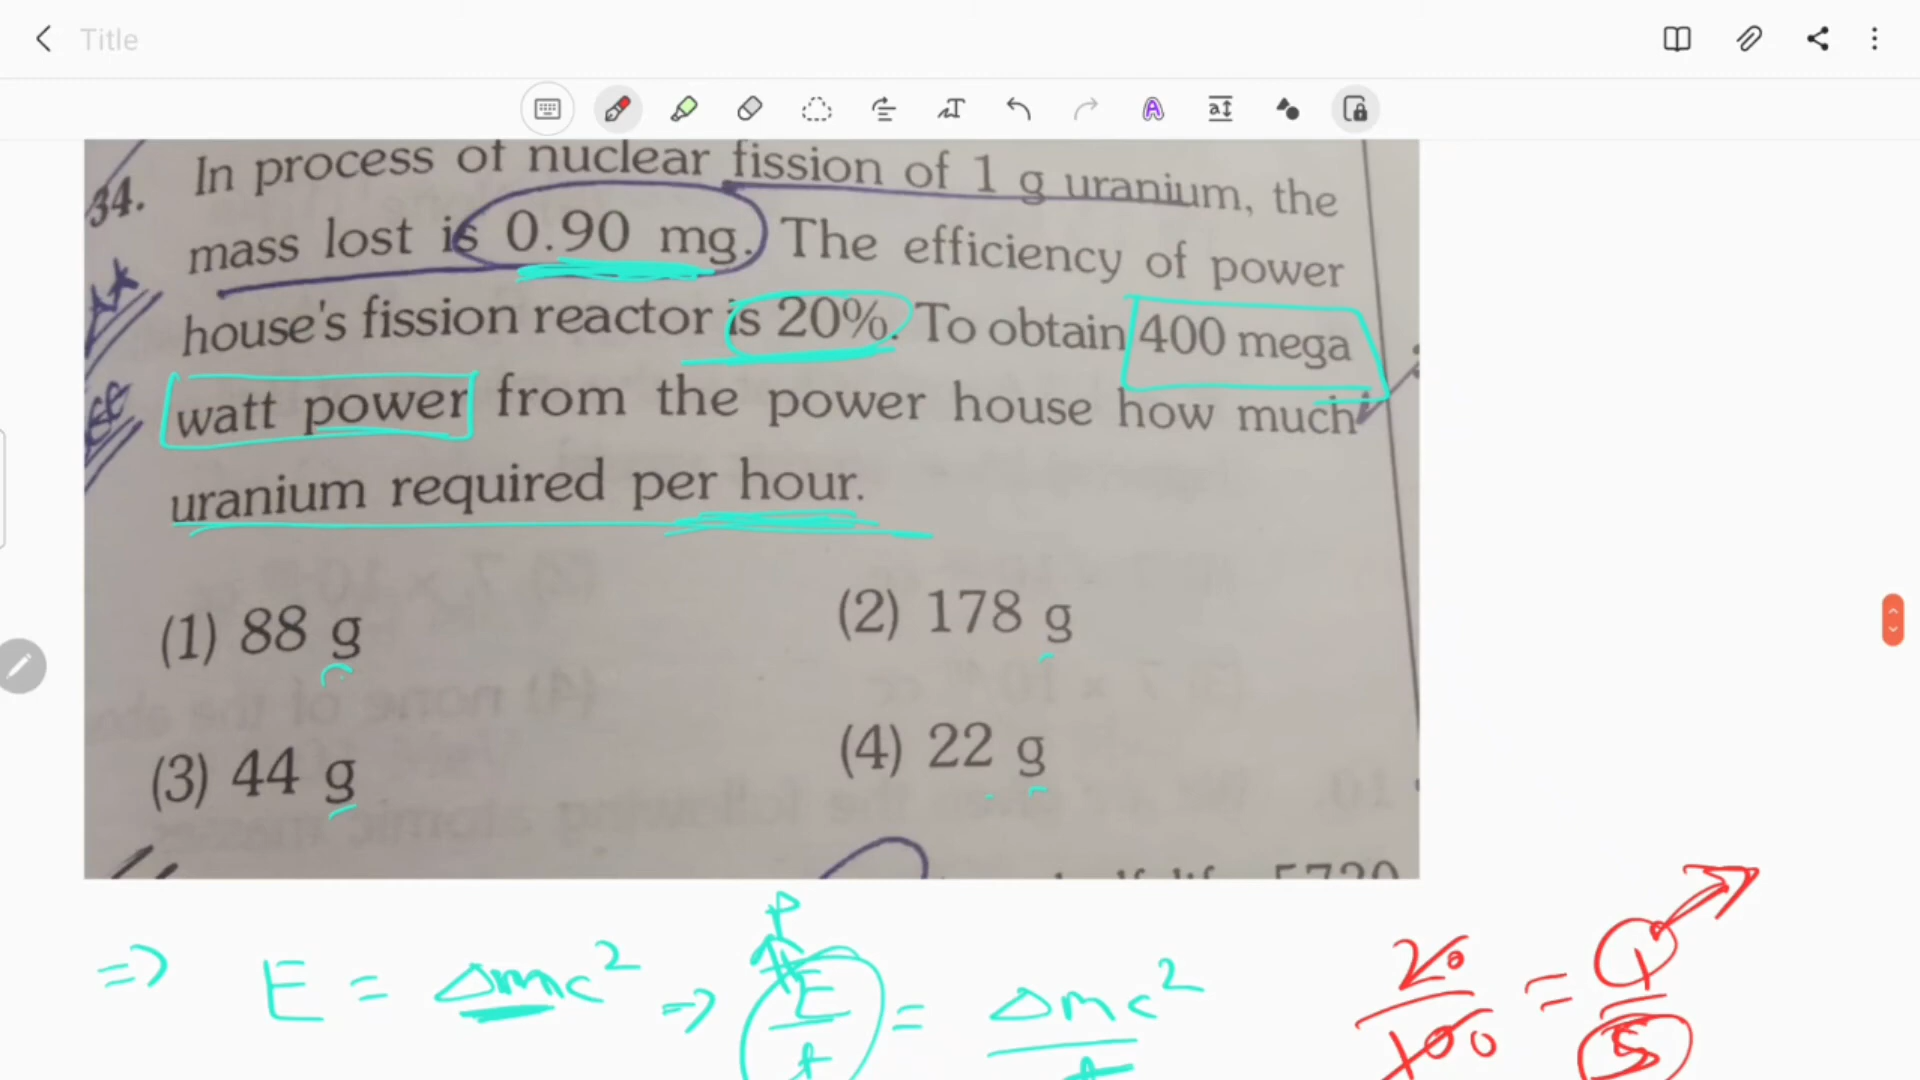 Title
34. In process of nuclear fission of 1 g uranium, the
mass lost is 0.90 mg. The efficiency of power
house's fission reactor is 20%. To obtain 400 mega
watt power from the power house how much
uranium required per hour.
(1) 88 g (2) 178 g
(3) 44 g (4) 22 g
5730
P
=> E = Δmc² => E/t = Δmc²/t 20/100 = 1/5